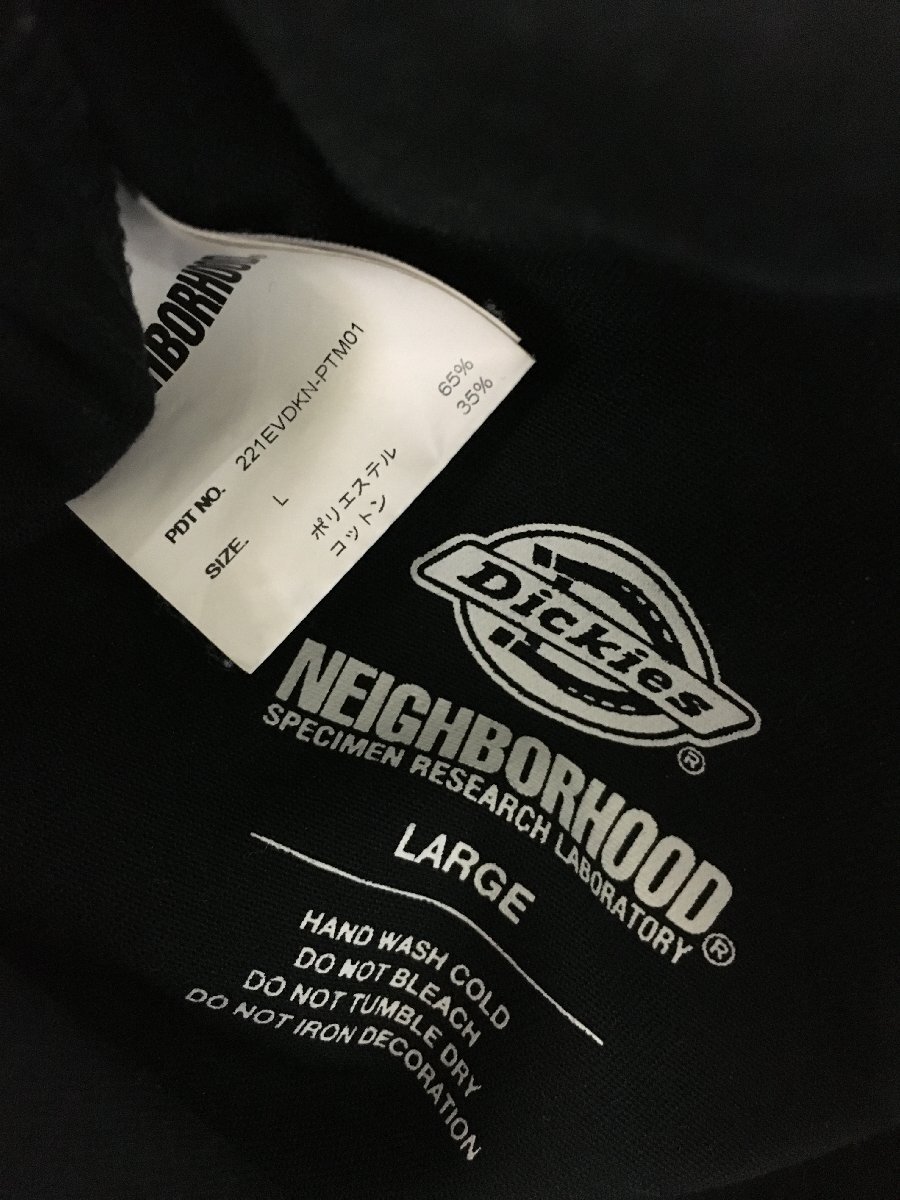 HBORHOOD
PDT NO. 221EVDKN-PTM01
SIZE. L
ポリエステル 65%
コットン 35%
Dickies®
NEIGHBORHOOD®
SPECIMEN RESEARCH LABORATORY
LARGE
HAND WASH COLD
DO NOT BLEACH
DO NOT TUMBLE DRY
DO NOT IRON DECORATION